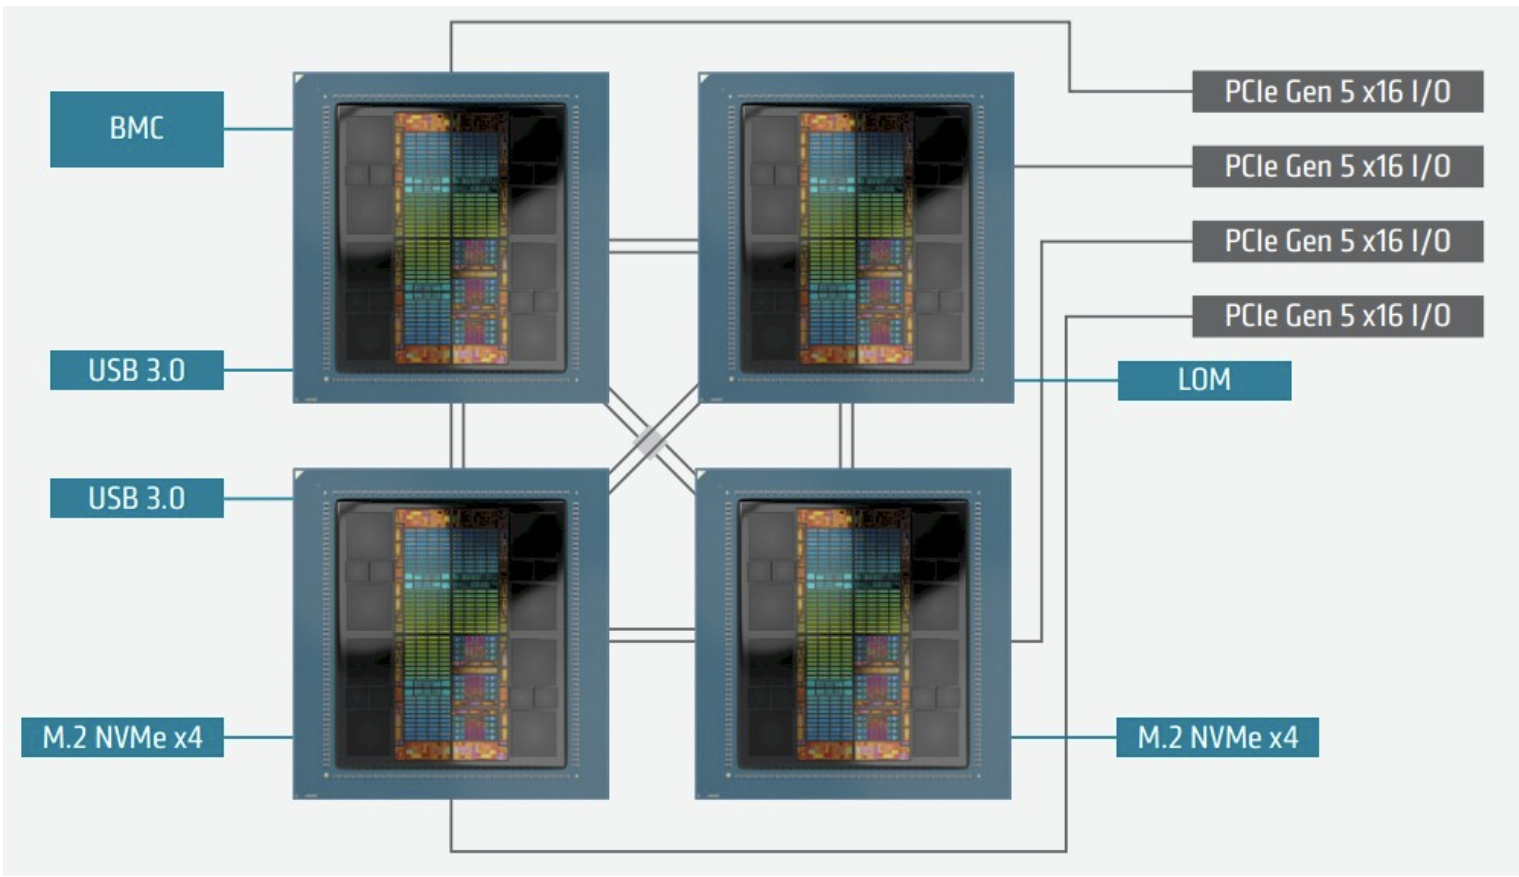 PCIe Gen 5 x16 I/O
BMC
PCIe Gen 5 x16 I/O
PCIe Gen 5 x16 I/O
PCIe Gen 5 x16 I/O
USB 3.0
LOM
USB 3.0
M.2 NVMe x4
M.2 NVMe x4